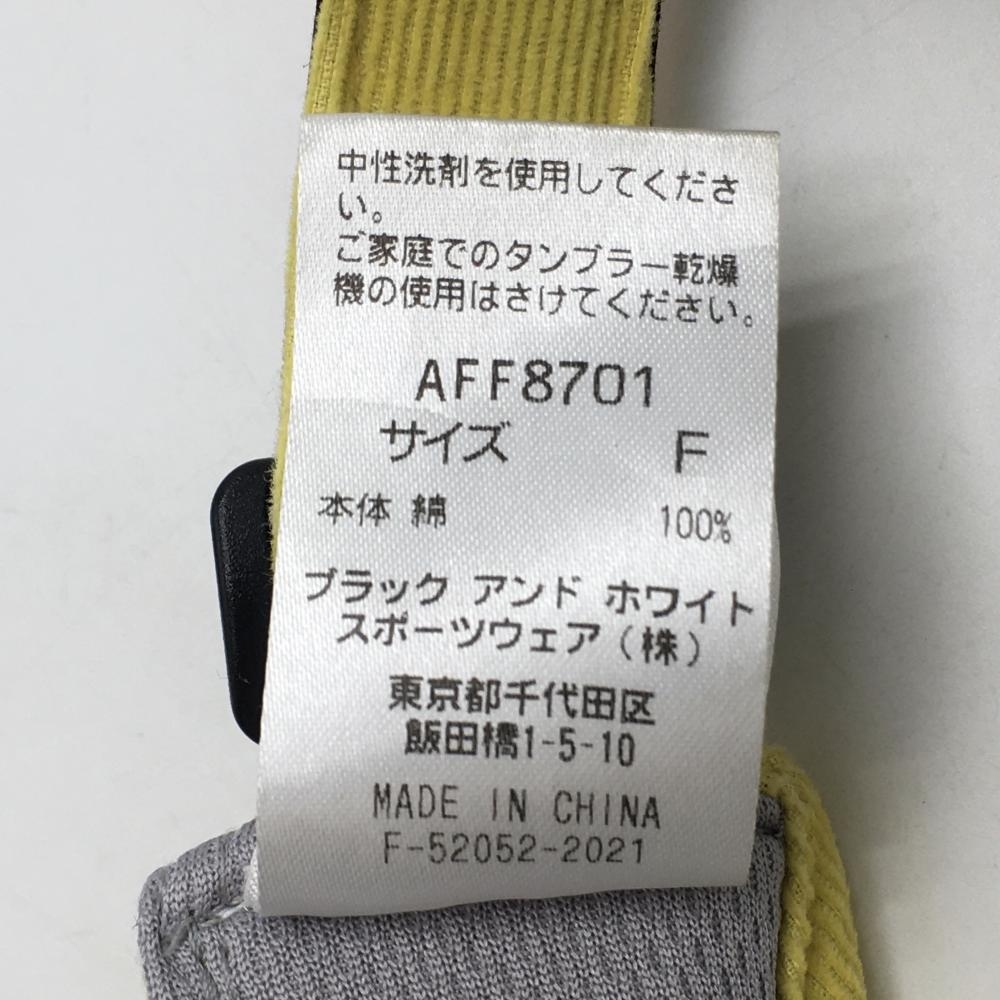 中性洗剤を使用してくださ
い。
ご家庭でのタンブラー乾燥
機の使用はさけてください。
AFF8701
サイズ F
本体 綿 100%
ブラック アンド ホワイト
スポーツウェア(株)
東京都千代田区
飯田橋1-5-10
MADE IN CHINA
F-52052-2021